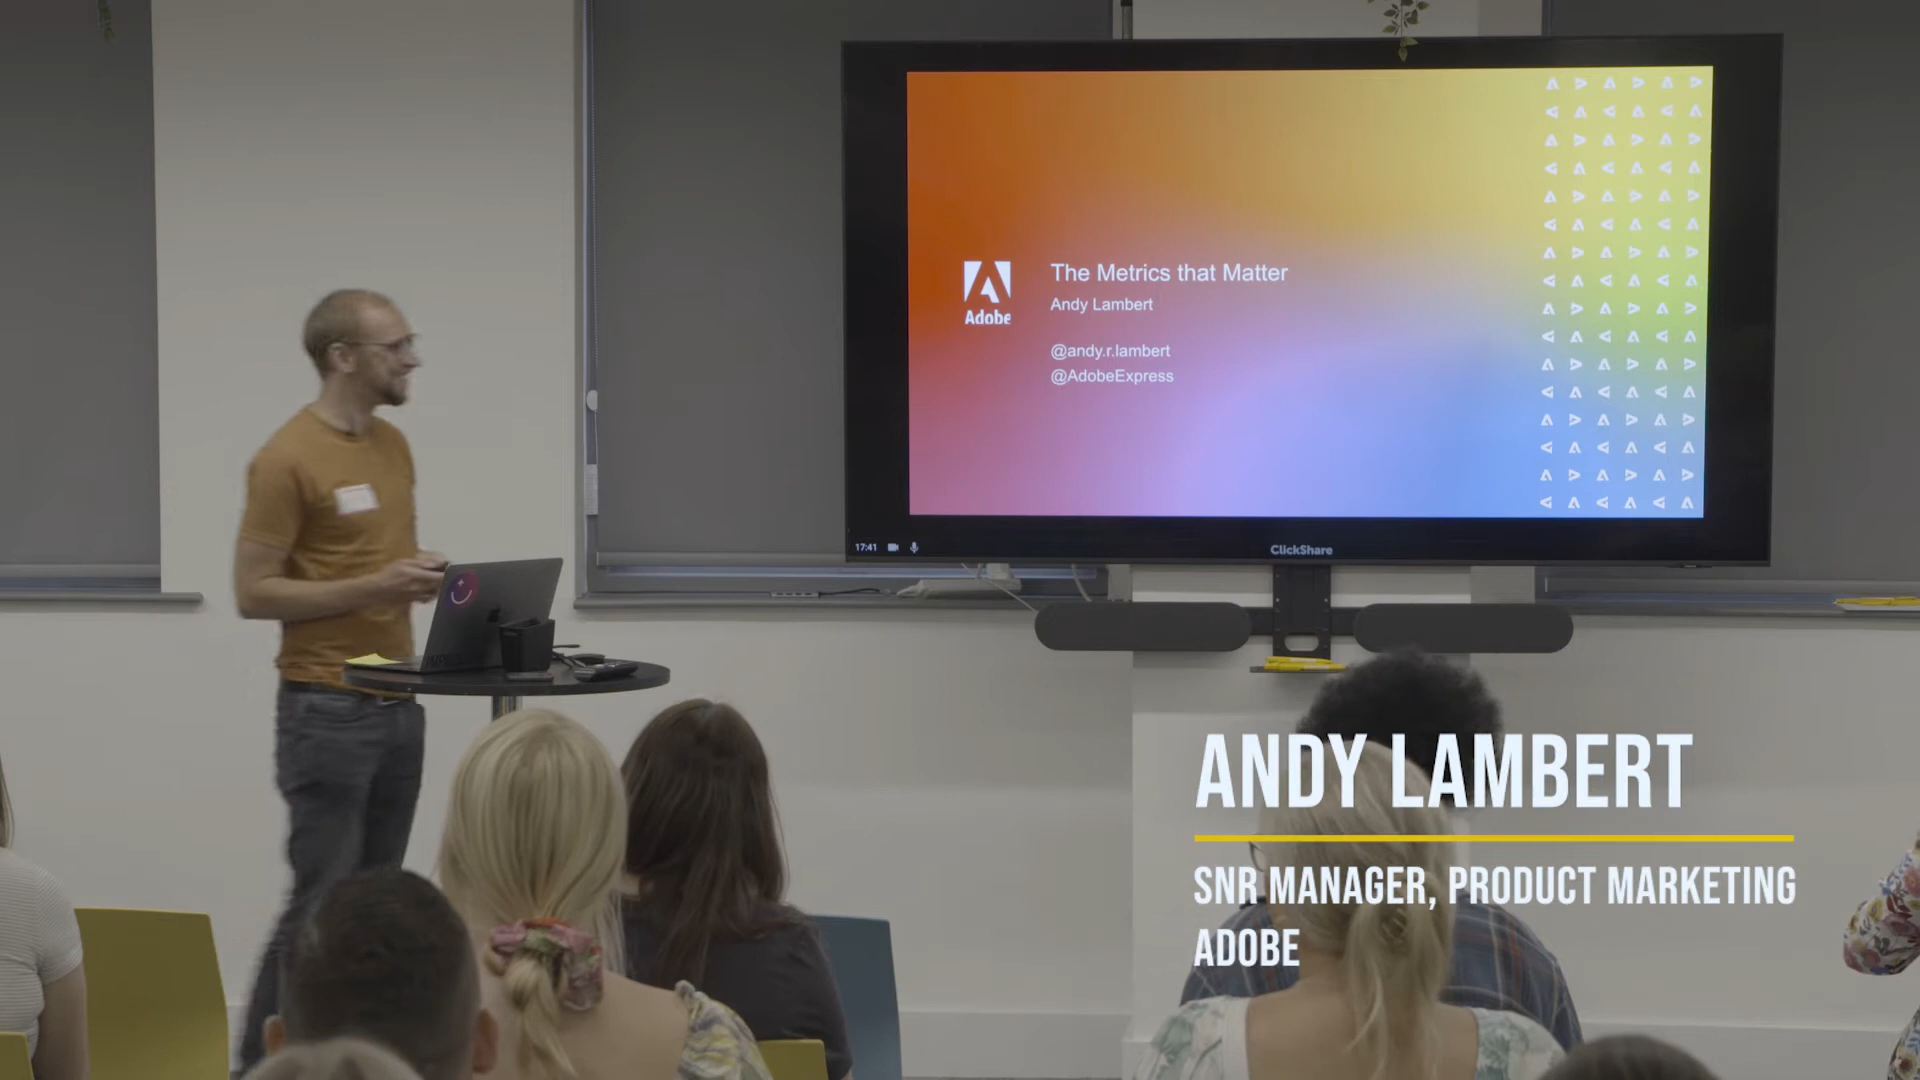 The Metrics that Matter
Andy Lambert
Adobe
@andy.r.lambert
@AdobeExpress
17:41
ClickShare
ANDY LAMBERT
SNR MANAGER, PRODUCT MARKETING
ADOBE